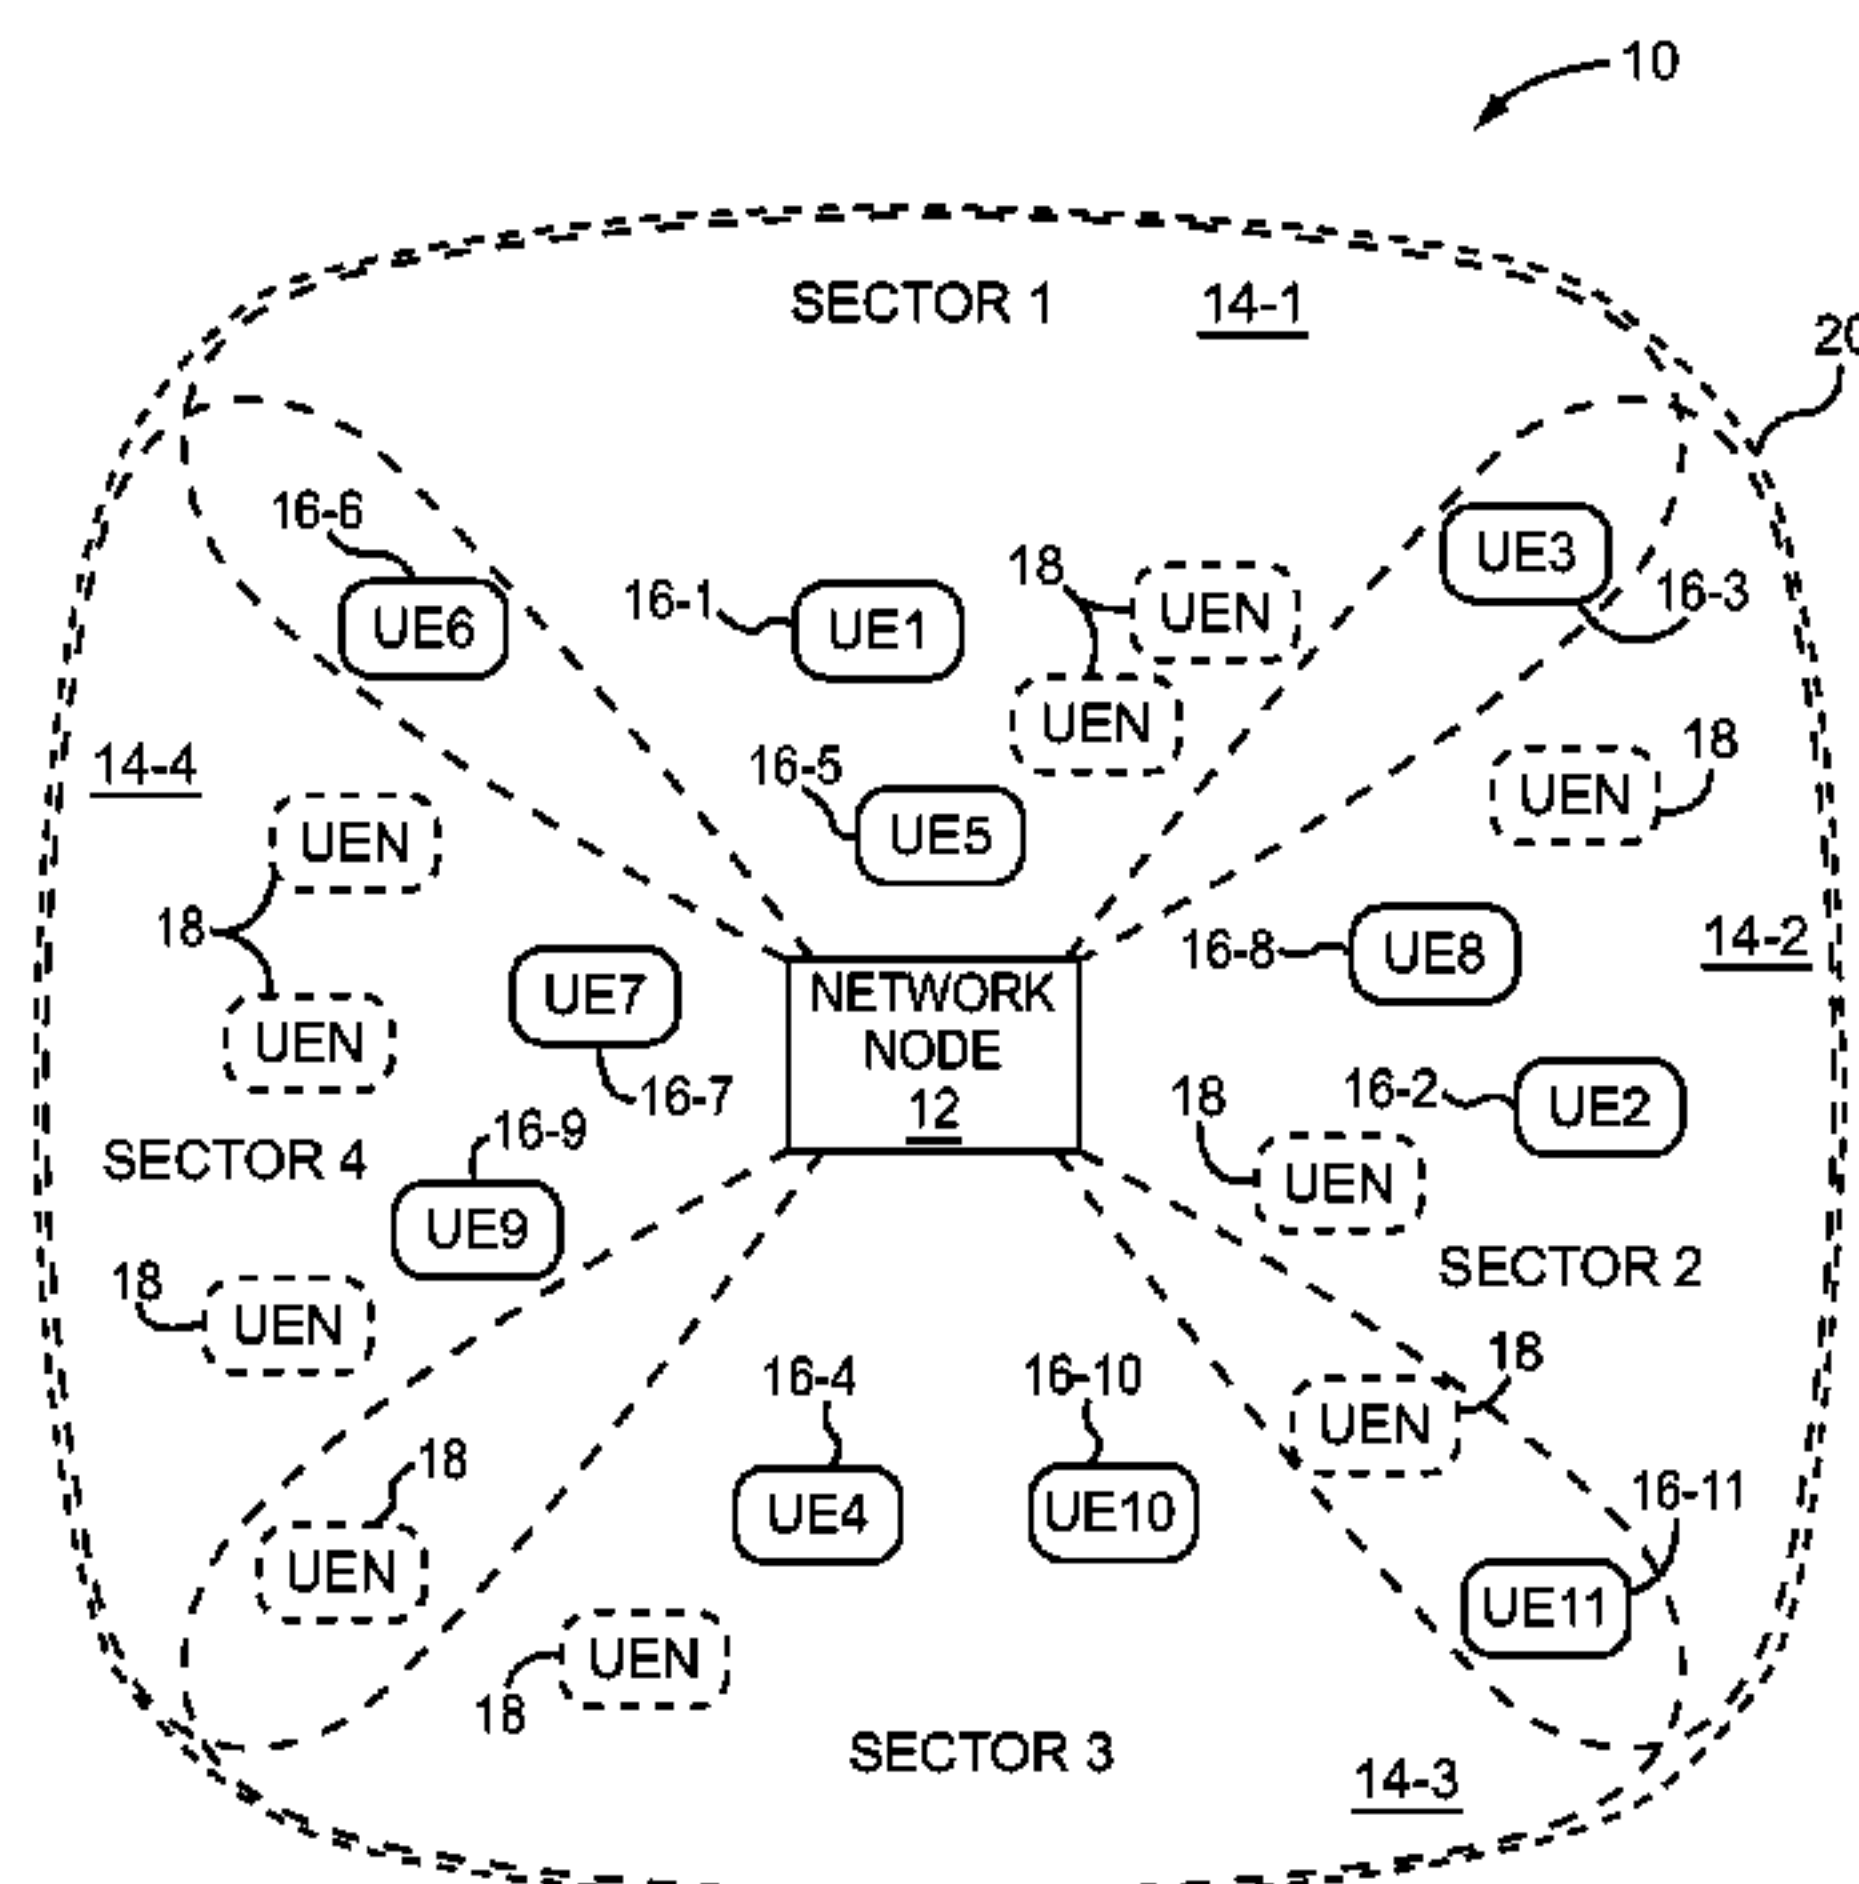 10
SECTOR 1
14-1
20
16-6
UE6
16-1
UE1
18
UEN
UEN
UE3
16-3
14-4
16-5
UE5
UEN
18
UEN
18
UEN
16-8
UE8
14-2
UE7
16-7
NETWORK
NODE
12
16-2
UE2
18
UEN
SECTOR 4
16-9
UE9
SECTOR 2
18
UEN
18
UEN
16-4
UE4
16-10
UE10
16-11
UE11
18
UEN
18
UEN
SECTOR 3
14-3